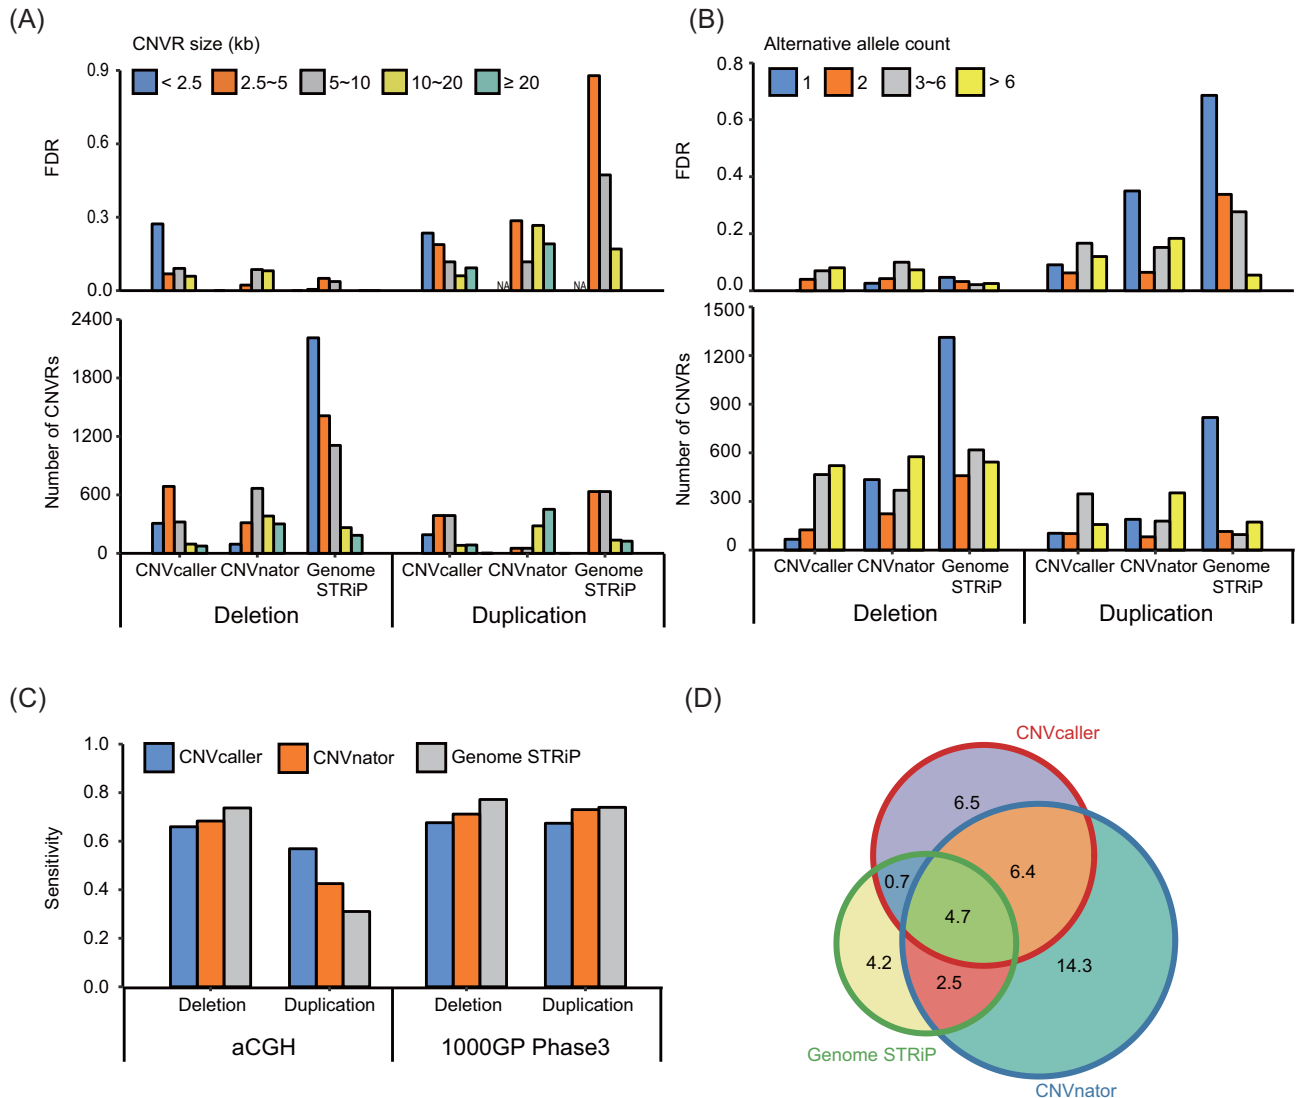 (A)
CNVR size (kb)
< 2.5
2.5~5
5~10
10~20
≥ 20
FDR
0.9
0.6
0.3
0.0
NA
NA
Number of CNVRs
2400
1800
1200
600
0
CNVcaller
CNVnator
Genome
STRiP
CNVcaller
CNVnator
Genome
STRiP
Deletion
Duplication
(B)
Alternative allele count
1
2
3~6
> 6
FDR
0.8
0.6
0.4
0.2
0.0
Number of CNVRs
1500
1200
900
600
300
0
CNVcaller
CNVnator
Genome
STRiP
CNVcaller
CNVnator
Genome
STRiP
Deletion
Duplication
(C)
CNVcaller
CNVnator
Genome STRiP
Sensitivity
1.0
0.8
0.6
0.4
0.2
0.0
Deletion
Duplication
Deletion
Duplication
aCGH
1000GP Phase3
(D)
CNVcaller
6.5
6.4
0.7
4.7
4.2
2.5
14.3
Genome STRiP
CNVnator